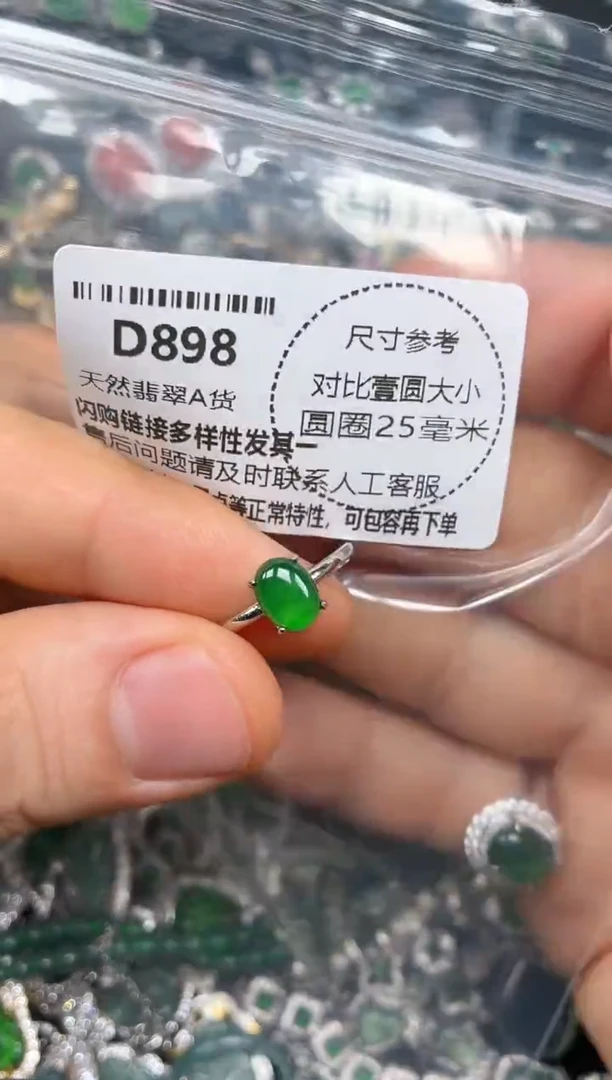 D898
天然翡翠A货
尺寸参考
对比壹圆大小
圆圈25毫米
闪购链接多样性发其一
售后问题请及时联系人工客服
点等正常特性，可包容再下单